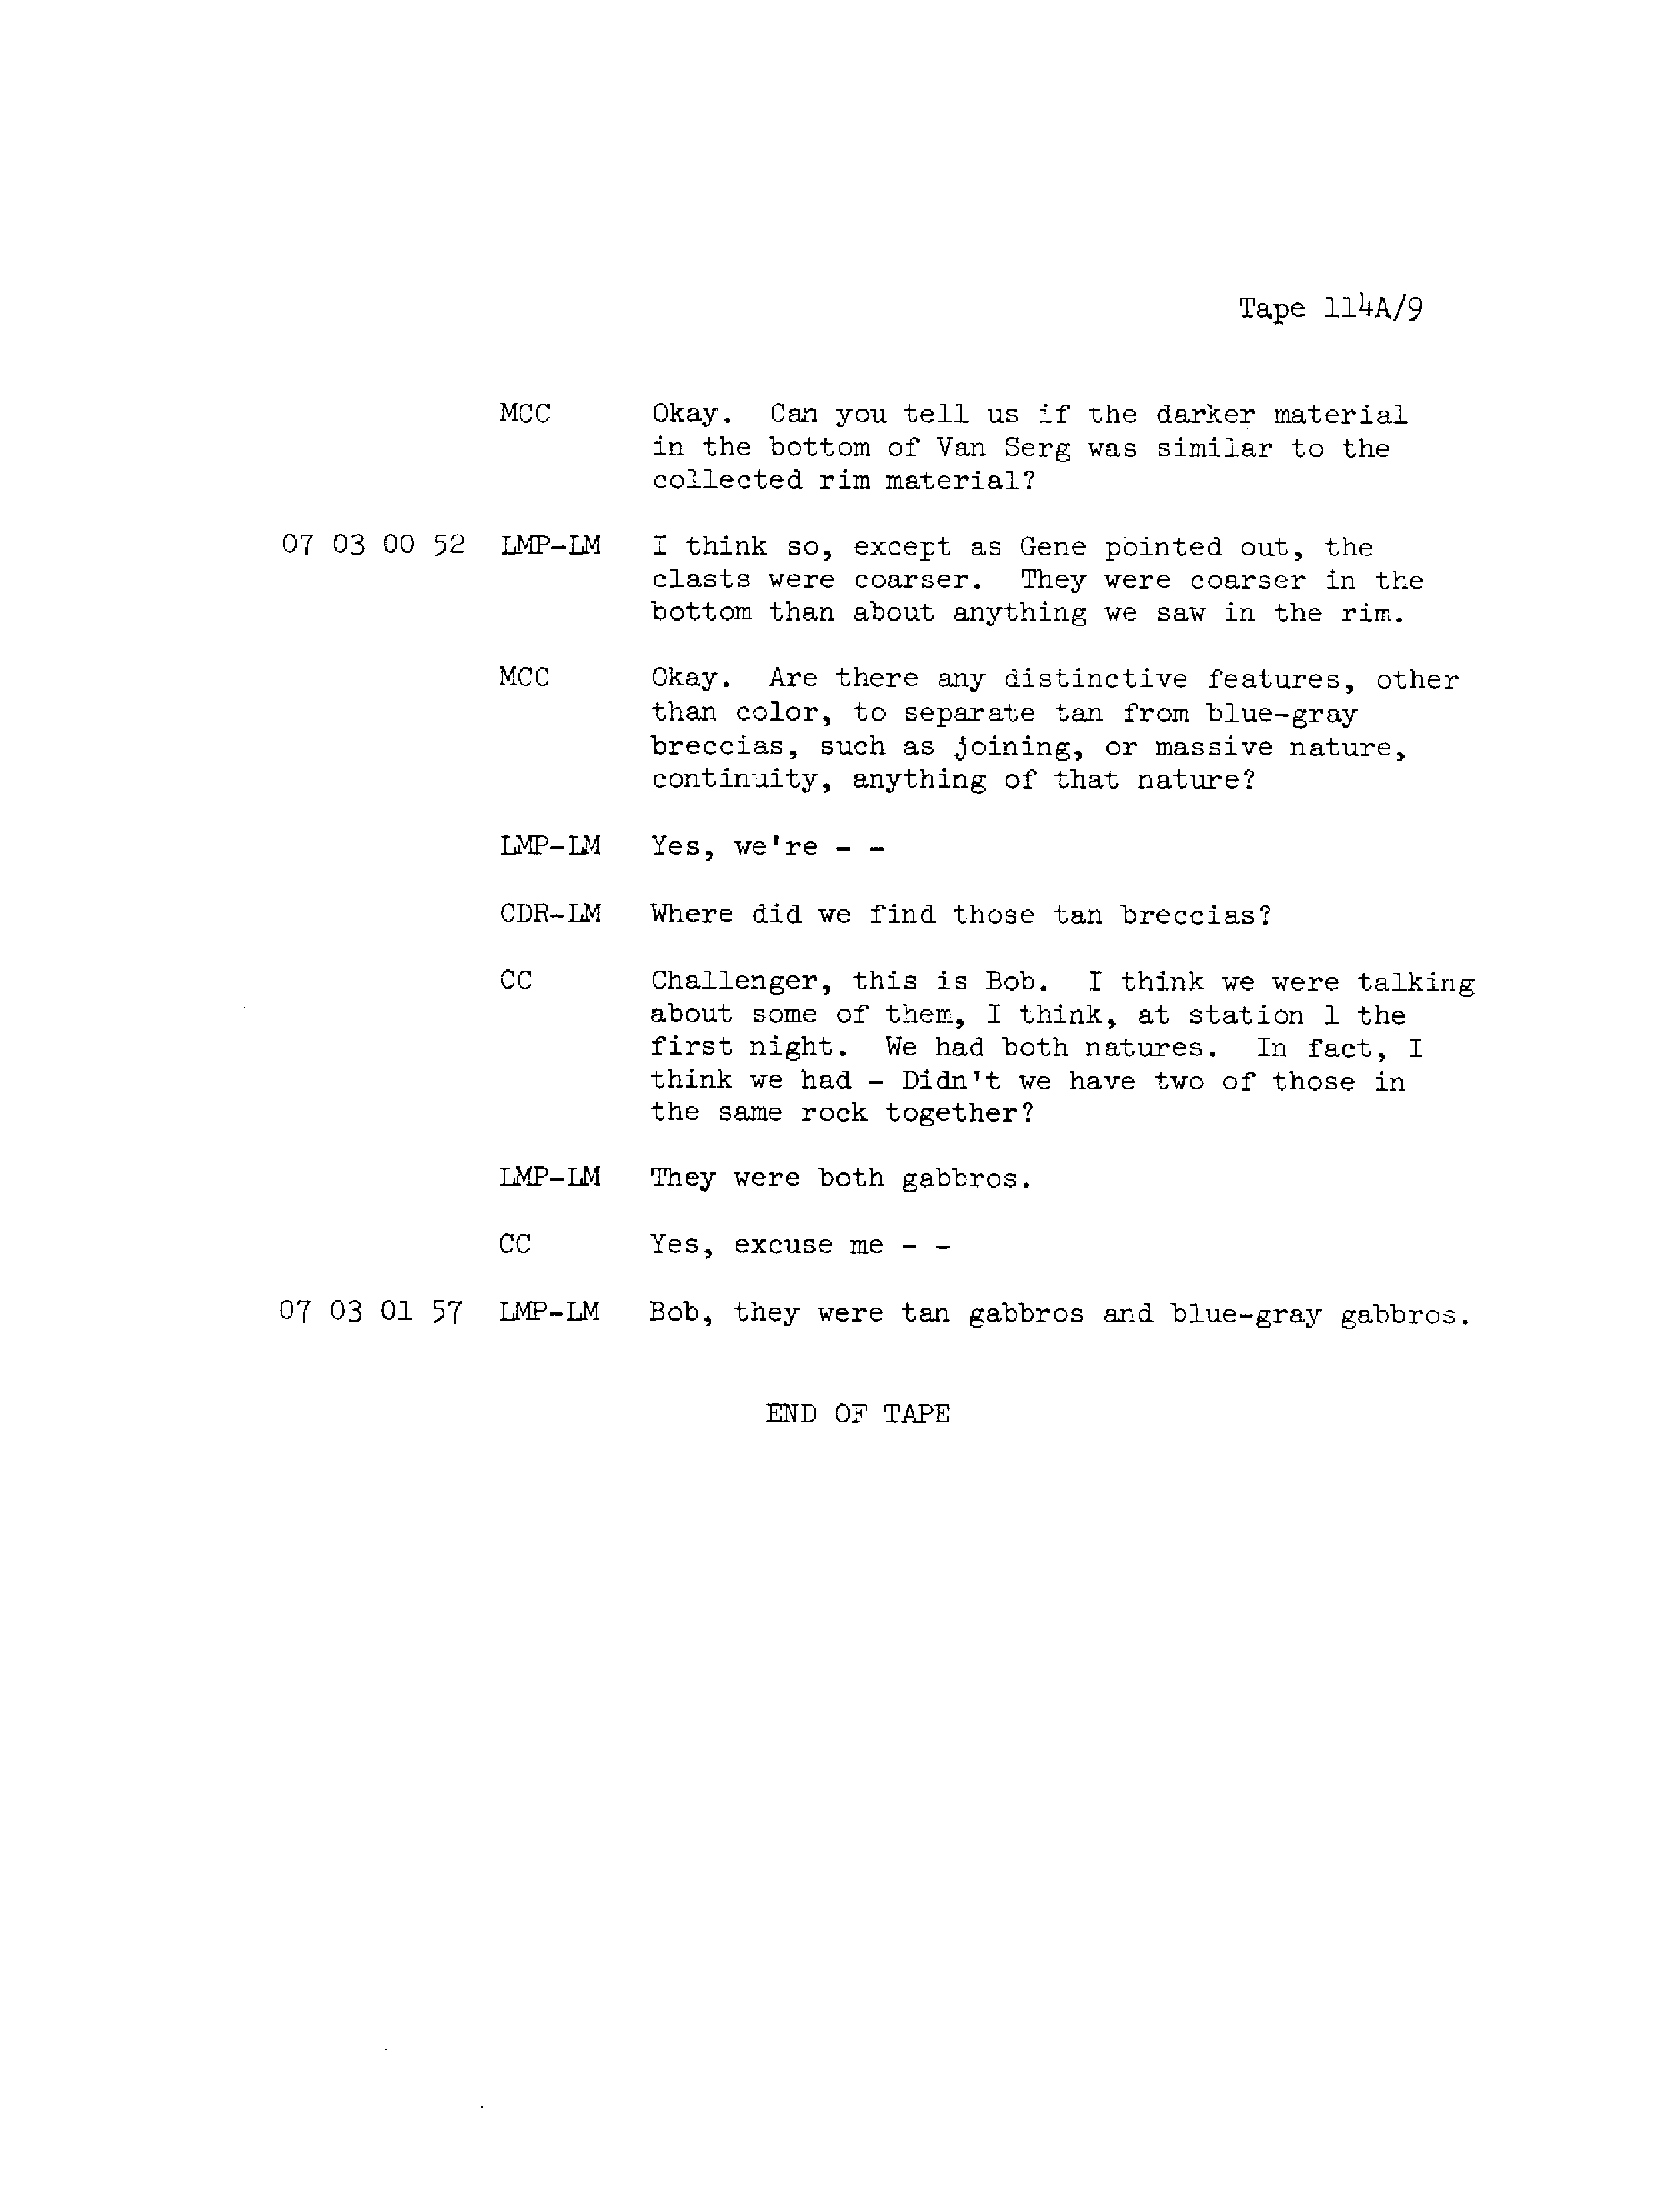 Tape 114A/9
MCC Okay. Can you tell us if the darker material
in the bottom of Van Serg was similar to the
collected rim material?
07 03 00 52 LMP-LM I think so, except as Gene pointed out, the
clasts were coarser. They were coarser in the
bottom than about anything we saw in the rim.
MCC Okay. Are there any distinctive features, other
than color, to separate tan from blue-gray
breccias, such as joining, or massive nature,
continuity, anything of that nature?
LMP-LM Yes, we're - -
CDR-LM Where did we find those tan breccias?
CC Challenger, this is Bob. I think we were talking
about some of them, I think, at station 1 the
first night. We had both natures. In fact, I
think we had - Didn't we have two of those in
the same rock together?
LMP-LM They were both gabbros.
CC Yes, excuse me - -
07 03 01 57 LMP-LM Bob, they were tan gabbros and blue-gray gabbros.
END OF TAPE